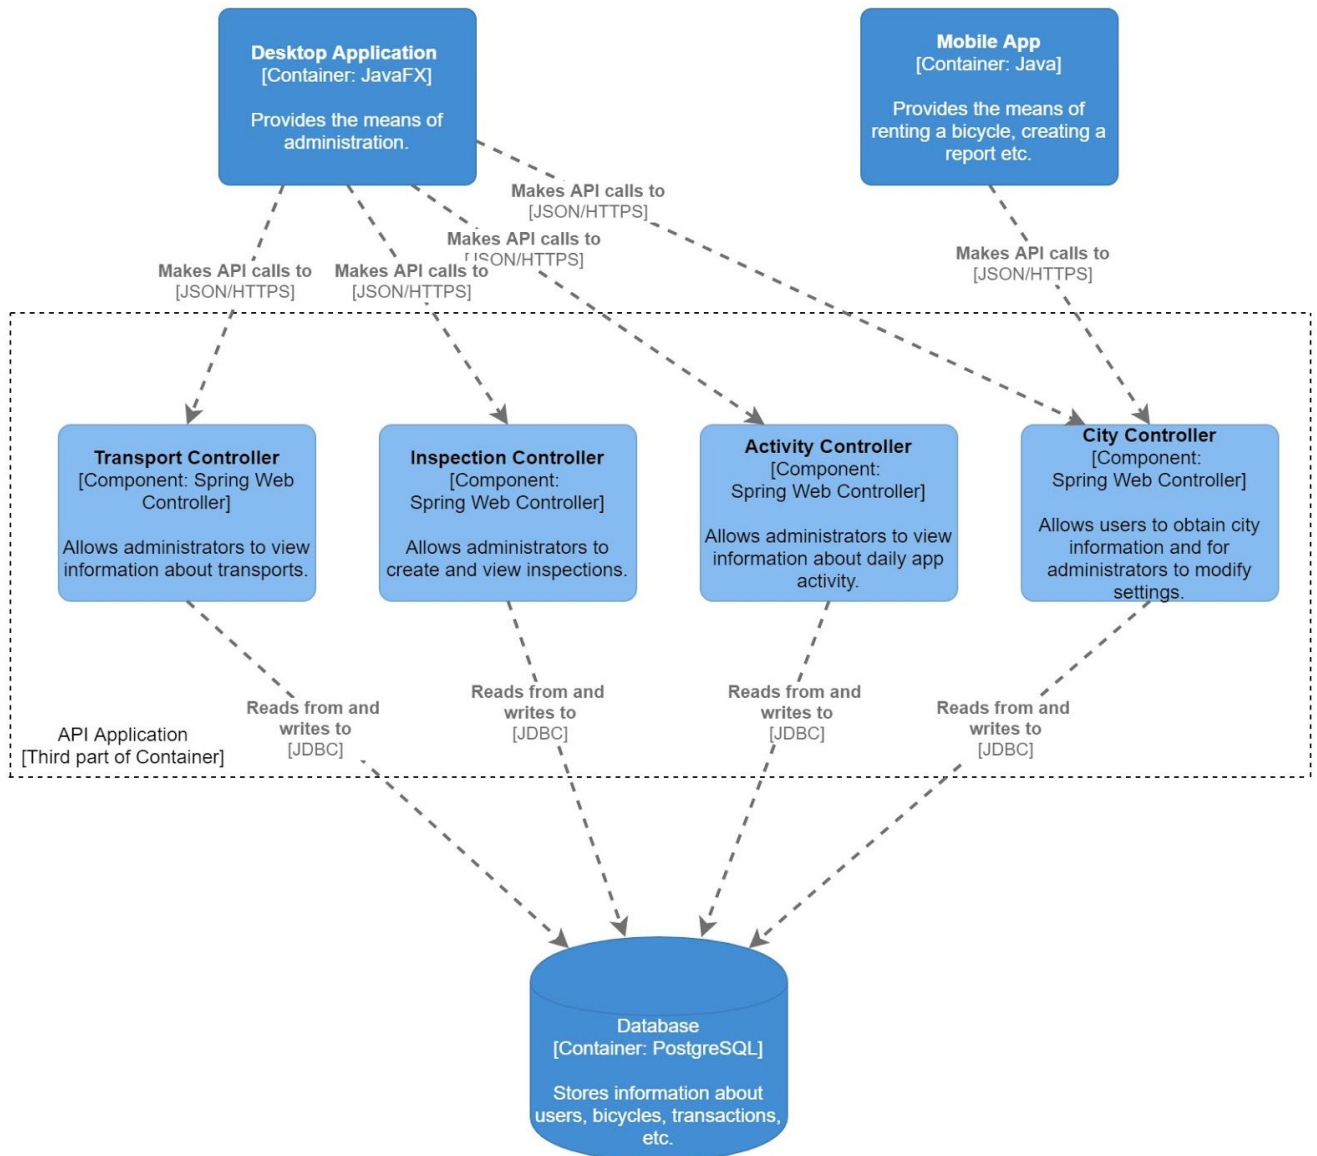 Desktop Application
[Container: JavaFX]
Provides the means of
administration.
Mobile App
[Container: Java]
Provides the means of
renting a bicycle, creating a
report etc.
Makes API calls to
[JSON/HTTPS]
Makes API calls to
[JSON/HTTPS]
Makes API calls to
[JSON/HTTPS]
Makes API calls to
[JSON/HTTPS]
Makes API calls to
[JSON/HTTPS]
Transport Controller
[Component: Spring Web
Controller]
Allows administrators to view
information about transports.
Inspection Controller
[Component:
Spring Web Controller]
Allows administrators to
create and view inspections.
Activity Controller
[Component:
Spring Web Controller]
Allows administrators to view
information about daily app
activity.
City Controller
[Component:
Spring Web Controller]
Allows users to obtain city
information and for
administrators to modify
settings.
Reads from and
writes to
[JDBC]
Reads from and
writes to
[JDBC]
Reads from and
writes to
[JDBC]
Reads from and
writes to
[JDBC]
API Application
[Third part of Container]
Database
[Container: PostgreSQL]
Stores information about
users, bicycles, transactions,
etc.